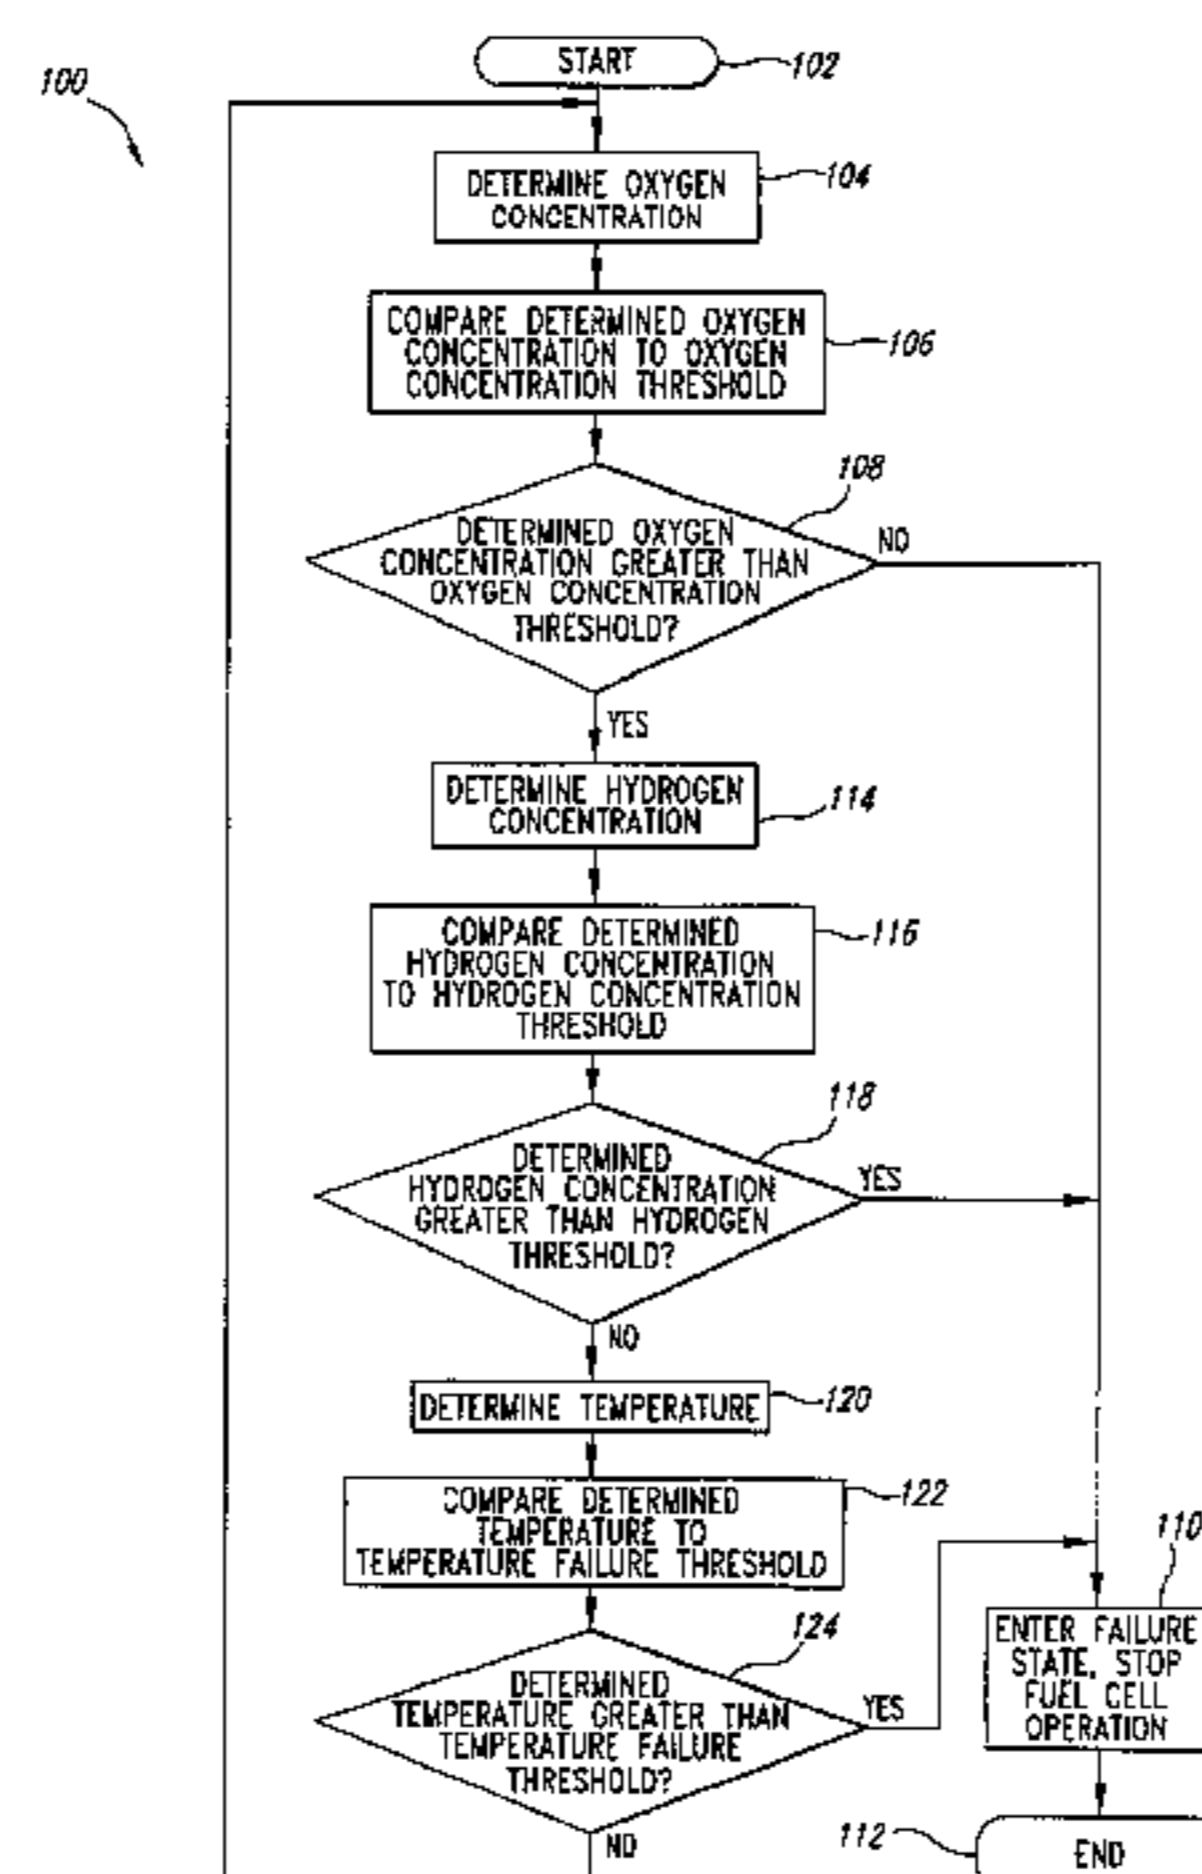 100
START
102
DETERMINE OXYGEN
CONCENTRATION
104
COMPARE DETERMINED OXYGEN
CONCENTRATION TO OXYGEN
CONCENTRATION THRESHOLD
106
108
DETERMINED OXYGEN
CONCENTRATION GREATER THAN
OXYGEN CONCENTRATION
THRESHOLD?
NO
YES
DETERMINE HYDROGEN
CONCENTRATION
114
COMPARE DETERMINED
HYDROGEN CONCENTRATION
TO HYDROGEN CONCENTRATION
THRESHOLD
116
118
DETERMINED
HYDROGEN CONCENTRATION
GREATER THAN HYDROGEN
THRESHOLD?
YES
NO
DETERMINE TEMPERATURE
120
COMPARE DETERMINED
TEMPERATURE TO
TEMPERATURE FAILURE THRESHOLD
122
124
DETERMINED
TEMPERATURE GREATER THAN
TEMPERATURE FAILURE
THRESHOLD?
YES
NO
110
ENTER FAILURE
STATE, STOP
FUEL CELL
OPERATION
112
END